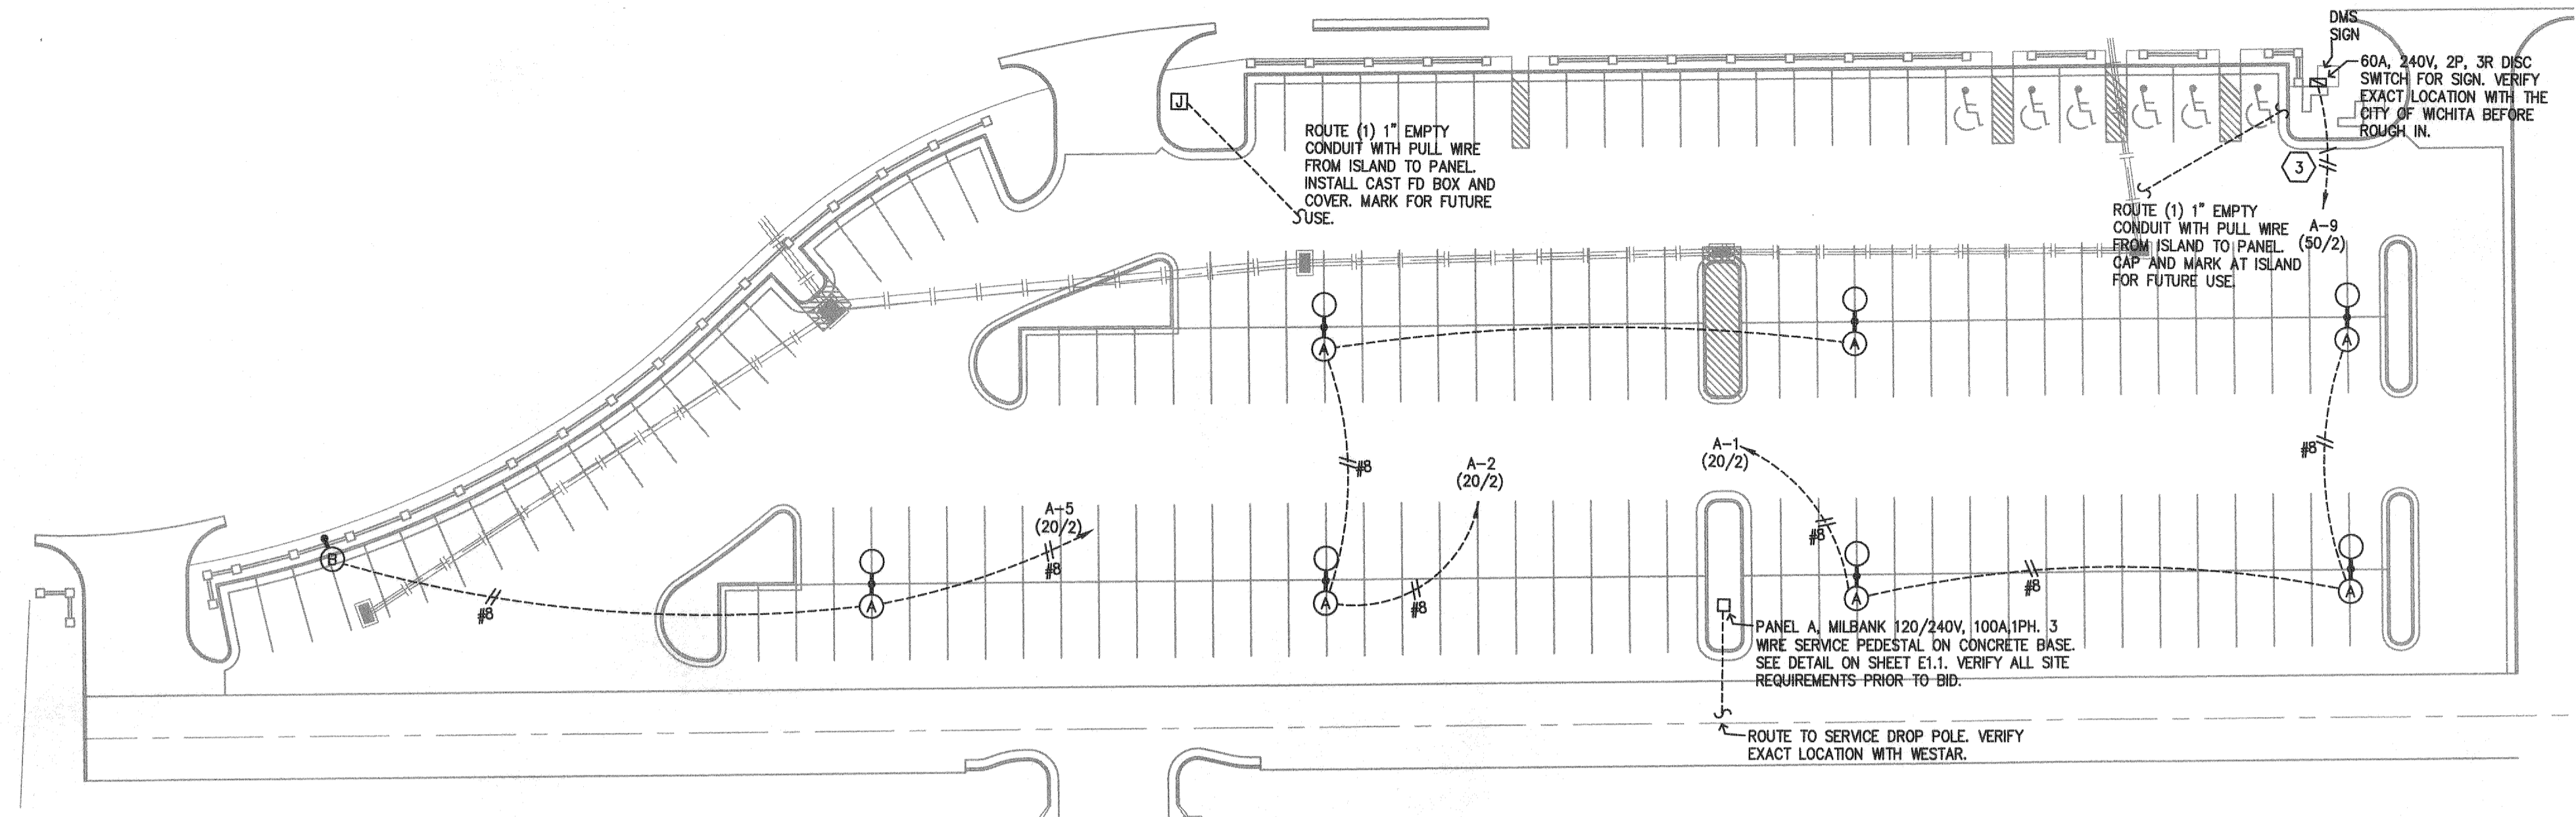 DMS
SIGN
60A, 240V, 2P, 3R DISC
SWITCH FOR SIGN. VERIFY
EXACT LOCATION WITH THE
CITY OF WICHITA BEFORE
ROUGH IN.
J
ROUTE (1) 1" EMPTY
CONDUIT WITH PULL WIRE
FROM ISLAND TO PANEL.
INSTALL CAST FD BOX AND
COVER. MARK FOR FUTURE
USE.
3
ROUTE (1) 1" EMPTY
CONDUIT WITH PULL WIRE
FROM ISLAND TO PANEL.
CAP AND MARK AT ISLAND
FOR FUTURE USE.
A-9
(50/2)
A
A
A
#8
A-2
(20/2)
A-1
(20/2)
#8
A-5
(20/2)
B
#8
#8
A
A
#8
#8
A
#8
A
PANEL A, MILBANK 120/240V, 100A,1PH. 3
WIRE SERVICE PEDESTAL ON CONCRETE BASE.
SEE DETAIL ON SHEET E1.1. VERIFY ALL SITE
REQUIREMENTS PRIOR TO BID.
ROUTE TO SERVICE DROP POLE. VERIFY
EXACT LOCATION WITH WESTAR.